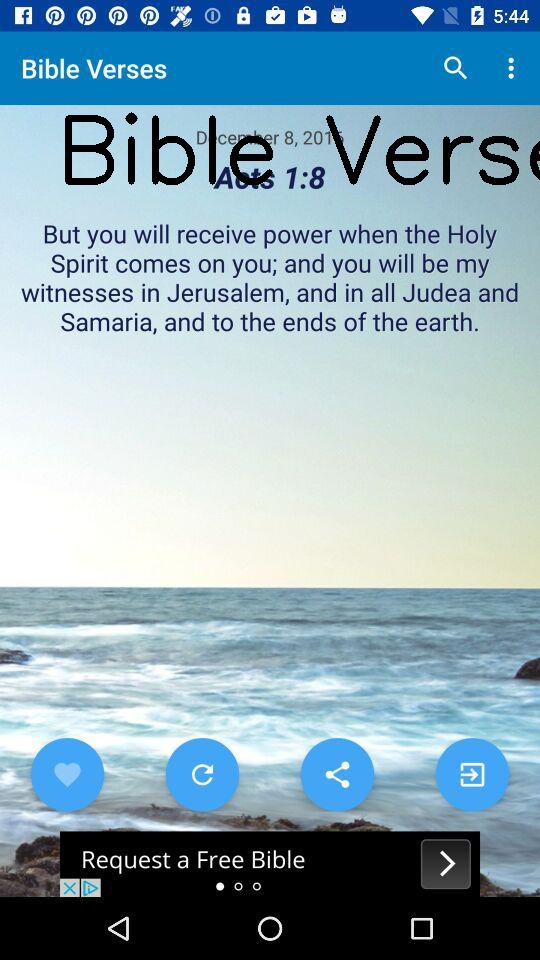 5:44
Bible Verses
December 8, 201
Bible Verse
Acts 1:8
But you will receive power when the Holy
Spirit comes on you; and you will be my
witnesses in Jerusalem, and in all Judea and
Samaria, and to the ends of the earth.
Request a Free Bible